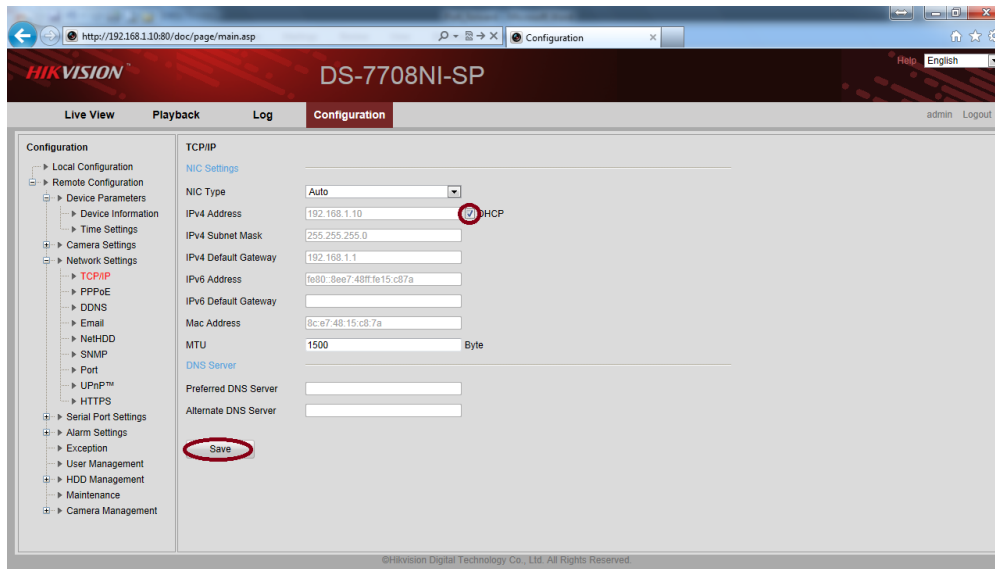 http://192.168.1.10:80/doc/page/main.asp
Configuration
HIKVISION
DS-7708NI-SP
Help
English
Live View
Playback
Log
Configuration
admin
Logout
Configuration
Local Configuration
Remote Configuration
Device Parameters
Device Information
Time Settings
Camera Settings
Network Settings
TCP/IP
PPPoE
DDNS
Email
NetHDD
SNMP
Port
UPnP™
HTTPS
Serial Port Settings
Alarm Settings
Exception
User Management
HDD Management
Maintenance
Camera Management
TCP/IP
NIC Settings
NIC Type Auto
IPv4 Address 192.168.1.10 DHCP
IPv4 Subnet Mask 255.255.255.0
IPv4 Default Gateway 192.168.1.1
IPv6 Address fe80::8ee7:48ff:fe15:c87a
IPv6 Default Gateway
Mac Address 8c:e7:48:15:c8:7a
MTU 1500 Byte
DNS Server
Preferred DNS Server
Alternate DNS Server
Save
©Hikvision Digital Technology Co., Ltd. All Rights Reserved.